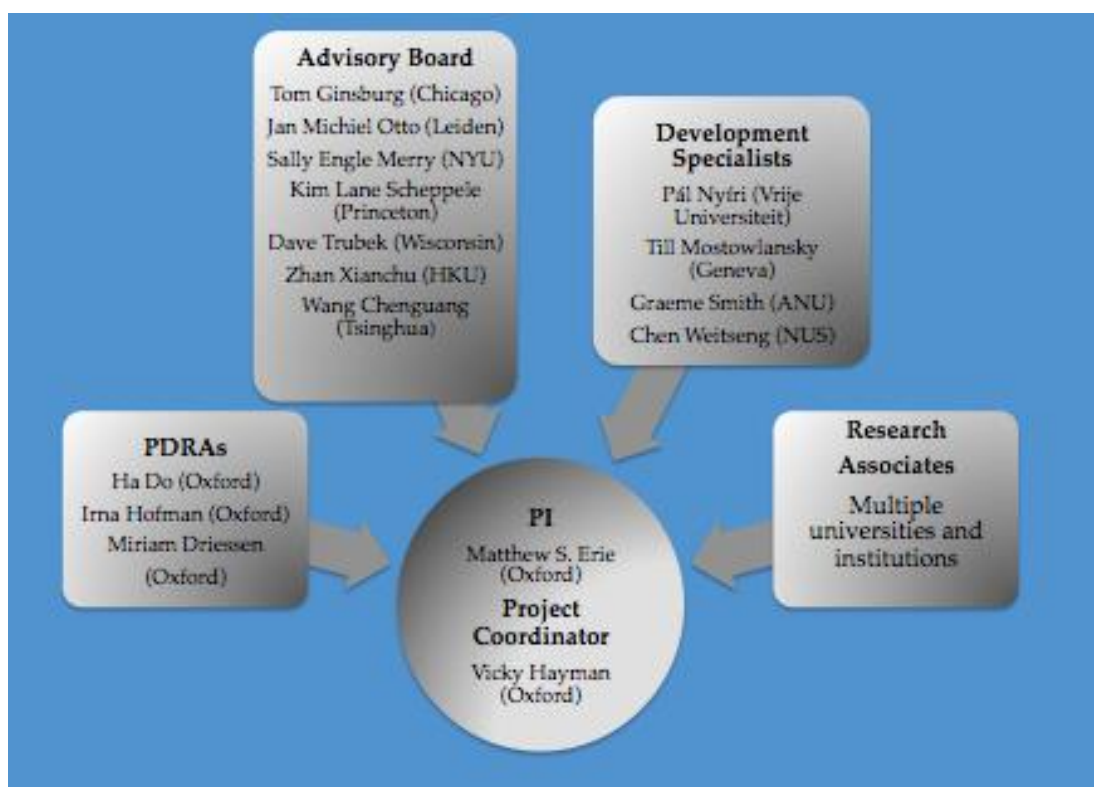 Advisory Board
Tom Ginsburg (Chicago)
Jan Michiel Otto (Leiden)
Sally Engle Merry (NYU)
Kim Lane Scheppele
(Princeton)
Dave Trubek (Wisconsin)
Zhan Xianchu (HKU)
Wang Chenguang
(Tsinghua)
Development
Specialists
Pál Nyíri (Vrije
Universiteit)
Till Mostowlansky
(Geneva)
Graeme Smith (ANU)
Chen Weitseng (NUS)
PDRAs
Ha Do (Oxford)
Irna Hofman (Oxford)
Miriam Driessen
(Oxford)
PI
Matthew S. Erie
(Oxford)
Project
Coordinator
Vicky Hayman
(Oxford)
Research
Associates
Multiple
universities and
institutions